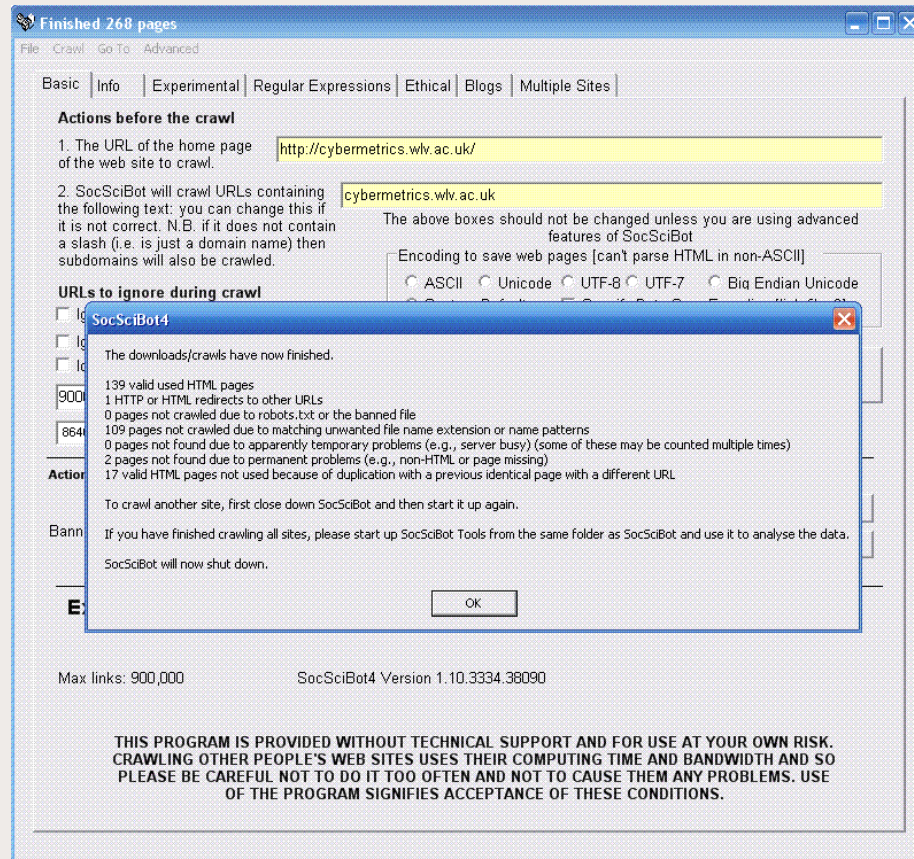 Finished 268 pages
File Crawl Go To Advanced
Basic Info Experimental Regular Expressions Ethical Blogs Multiple Sites
Actions before the crawl
1. The URL of the home page
of the web site to crawl.
http://cybermetrics.wlv.ac.uk/
2. SocSciBot will crawl URLs containing
the following text: you can change this if
it is not correct. N.B. if it does not contain
a slash (i.e. is just a domain name) then
subdomains will also be crawled.
cybermetrics.wlv.ac.uk
The above boxes should not be changed unless you are using advanced
features of SocSciBot
Encoding to save web pages [can't parse HTML in non-ASCII]
ASCII Unicode UTF-8 UTF-7 Big Endian Unicode
URLs to ignore during crawl
SocSciBot4
The downloads/crawls have now finished.
139 valid used HTML pages
1 HTTP or HTML redirects to other URLs
0 pages not crawled due to robots.txt or the banned file
109 pages not crawled due to matching unwanted file name extension or name patterns
0 pages not found due to apparently temporary problems (e.g., server busy) (some of these may be counted multiple times)
2 pages not found due to permanent problems (e.g., non-HTML or page missing)
17 valid HTML pages not used because of duplication with a previous identical page with a different URL
To crawl another site, first close down SocSciBot and then start it up again.
If you have finished crawling all sites, please start up SocSciBot Tools from the same folder as SocSciBot and use it to analyse the data.
SocSciBot will now shut down.
OK
Action
Bann
Max links: 900,000
SocSciBot4 Version 1.10.3334.38090
THIS PROGRAM IS PROVIDED WITHOUT TECHNICAL SUPPORT AND FOR USE AT YOUR OWN RISK.
CRAWLING OTHER PEOPLE'S WEB SITES USES THEIR COMPUTING TIME AND BANDWIDTH AND SO
PLEASE BE CAREFUL NOT TO DO IT TOO OFTEN AND NOT TO CAUSE THEM ANY PROBLEMS. USE
OF THE PROGRAM SIGNIFIES ACCEPTANCE OF THESE CONDITIONS.